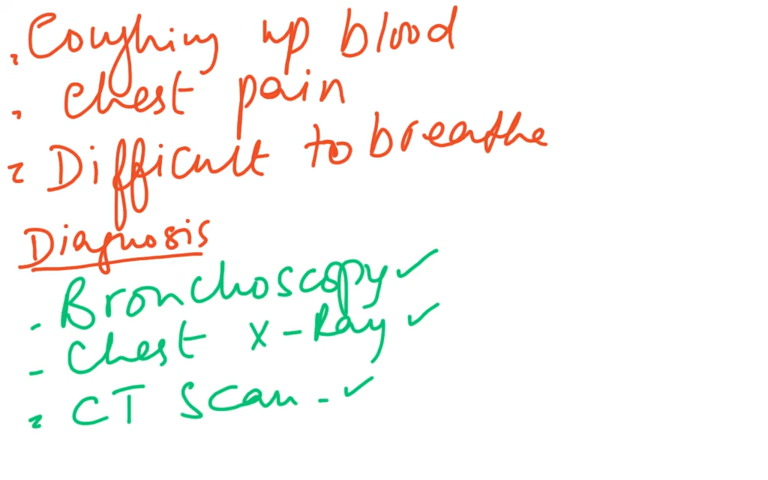 - Coughing up blood
- Chest pain
- Difficult to breathe
Diagnosis
- Bronchoscopy ✓
- Chest X-Ray ✓
- CT Scan - ✓